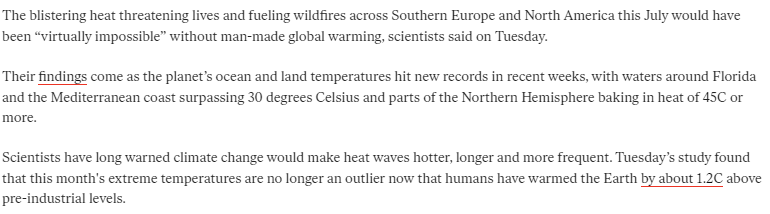 The blistering heat threatening lives and fueling wildfires across Southern Europe and North America this July would have
been “virtually impossible” without man-made global warming, scientists said on Tuesday.
Their findings come as the planet’s ocean and land temperatures hit new records in recent weeks, with waters around Florida
and the Mediterranean coast surpassing 30 degrees Celsius and parts of the Northern Hemisphere baking in heat of 45C or
more.
Scientists have long warned climate change would make heat waves hotter, longer and more frequent. Tuesday’s study found
that this month's extreme temperatures are no longer an outlier now that humans have warmed the Earth by about 1.2C above
pre-industrial levels.